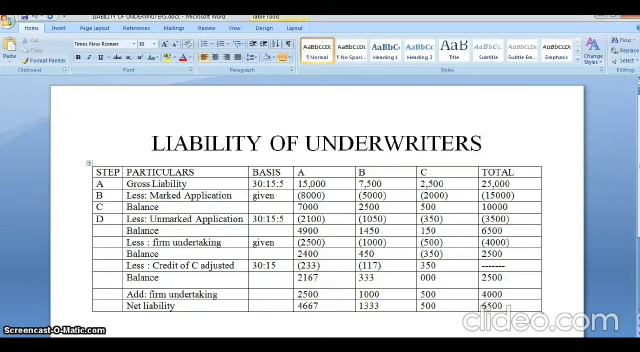 LIABILITY OF UNDERWRITERS.docx - Microsoft Word Table Tools
Home Insert Page Layout References Mailings Review View Design Layout
Cut
Copy
Paste Format Painter
Clipboard
Times New Roman 16
Font
Paragraph
AaBbCcDc AaBbCcDc AaBbCc AaBbCc AaB AaBbCc
Normal No Spaci... Heading 1 Heading 2 Title Subtitle Subtle Em... Emphasis
Change Styles
Styles
Find
Replace
Select
Editing
LIABILITY OF UNDERWRITERS
STEP PARTICULARS BASIS A B C TOTAL
A Gross Liability 30:15:5 15,000 7,500 2,500 25,000
B Less: Marked Application given (8000) (5000) (2000) (15000)
C Balance 7000 2500 500 10000
D Less: Unmarked Application 30:15:5 (2100) (1050) (350) (3500)
Balance 4900 1450 150 6500
Less : firm undertaking given (2500) (1000) (500) (4000)
Balance 2400 450 (350) 2500
Less : Credit of C adjusted 30:15 (233) (117) 350 -------
Balance 2167 333 000 2500
Add: firm undertaking 2500 1000 500 4000
Net liability 4667 1333 500 6500
Screencast-O-Matic.com
clideo.com